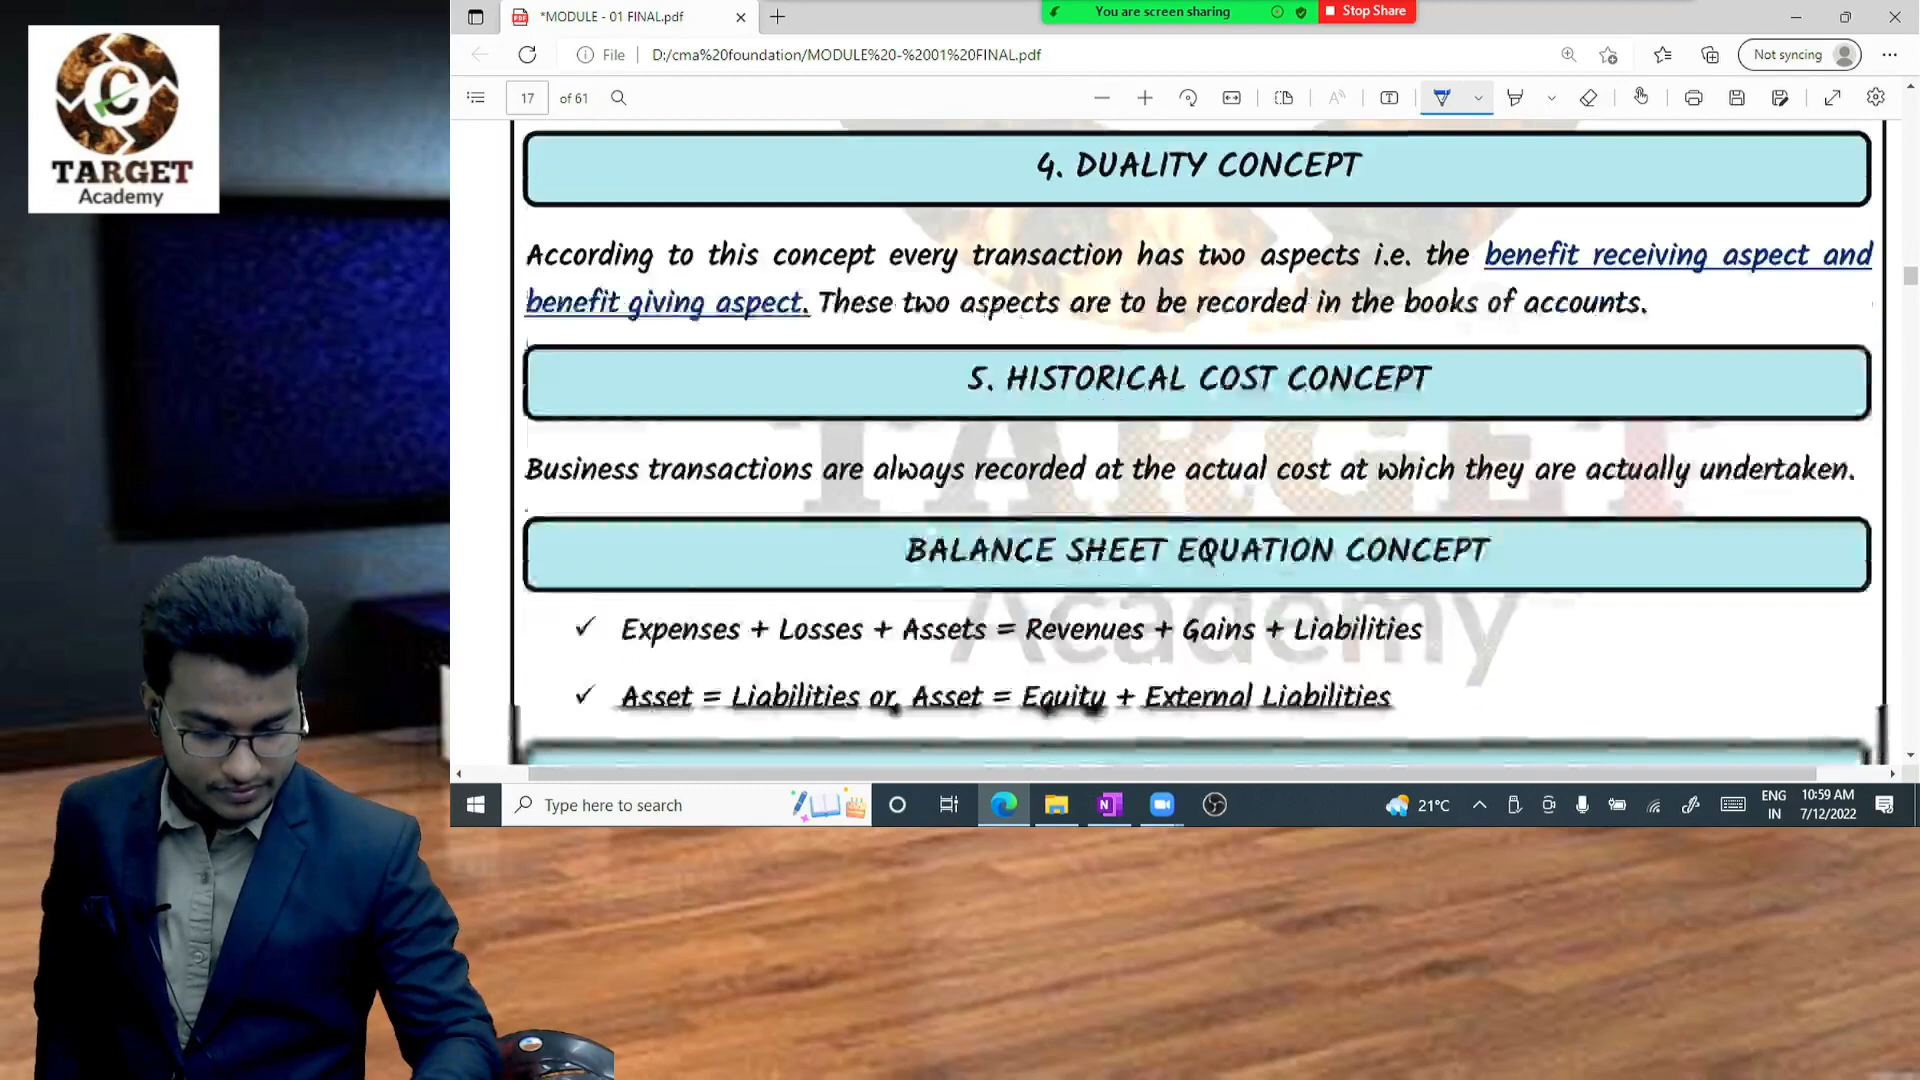 *MODULE - 01 FINAL.pdf
You are screen sharing
Stop Share
File
D:/cma%20foundation/MODULE%20-%2001%20FINAL.pdf
Not syncing
17
of 61
C
TARGET
Academy
4. DUALITY CONCEPT
According to this concept every transaction has two aspects i.e. the benefit receiving aspect and
benefit giving aspect. These two aspects are to be recorded in the books of accounts.
5. HISTORICAL COST CONCEPT
TARGET
Business transactions are always recorded at the actual cost at which they are actually undertaken.
BALANCE SHEET EQUATION CONCEPT
Academy
✓ Expenses + Losses + Assets = Revenues + Gains + Liabilities
✓ Asset = Liabilities or, Asset = Equity + External Liabilities
Type here to search
21°C
ENG
IN
10:59 AM
7/12/2022